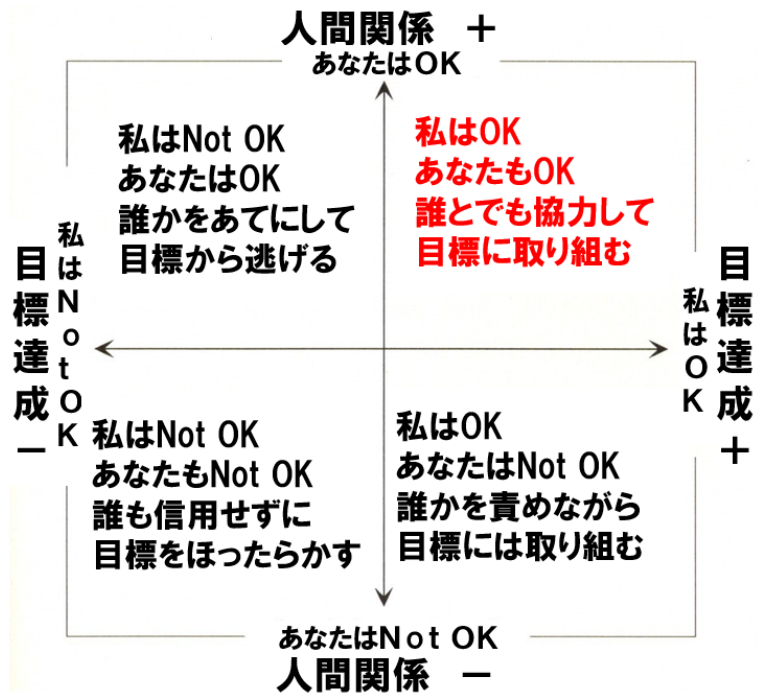 人間関係 ＋
あなたはOK
私はNot OK
あなたはOK
誰かをあてにして
目標から逃げる
私はOK
あなたもOK
誰とでも協力して
目標に取り組む
目標達成－
私はNotOK
私はOK
目標達成＋
私はNot OK
あなたもNot OK
誰も信用せずに
目標をほったらかす
私はOK
あなたはNot OK
誰かを責めながら
目標には取り組む
あなたはNot OK
人間関係 －